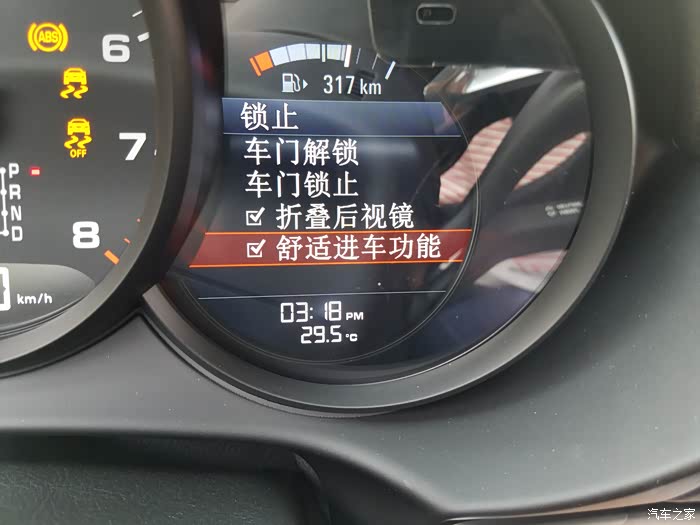 ABS
6
317 km
锁止
车门解锁
7
OFF
车门锁止
P
R
N
D
折叠后视镜
8
舒适进车功能
km/h
03:18 PM
29.5 °C
汽车之家